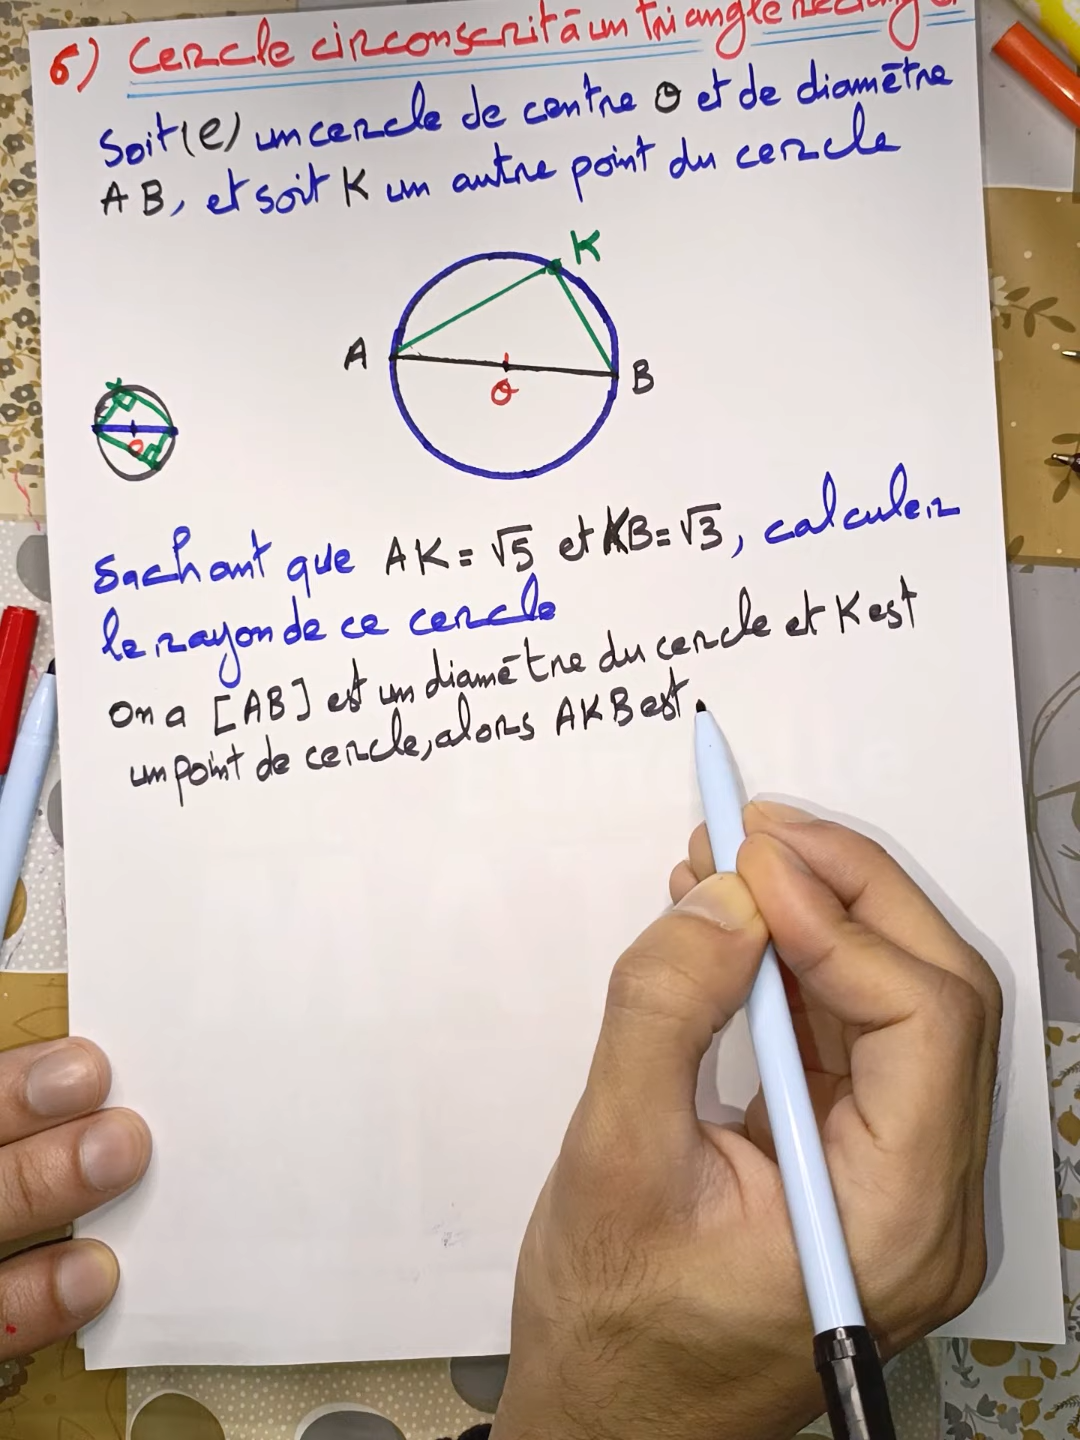 6) Cercle circonscrit à un triangle rectangle
Soit (C) un cercle de centre O et de diamètre
AB, et soit K un autre point du cercle
K
A
B
O
O
Sachant que AK = √5 et KB = √3, calculer
le rayon de ce cercle
On a [AB] est un diamètre du cercle et K est
un point de cercle, alors AKB est